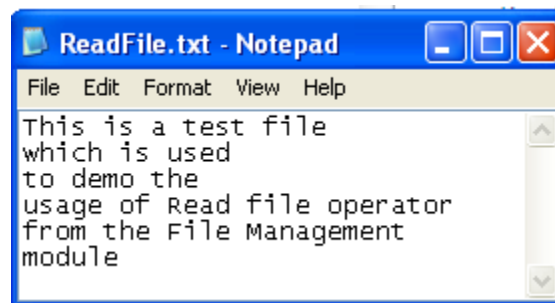 ReadFile.txt - Notepad
File Edit Format View Help
This is a test file
which is used
to demo the
usage of Read file operator
from the File Management
module